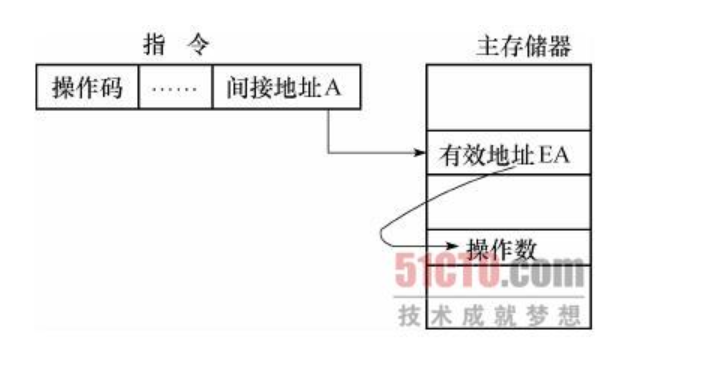 指 令
主存储器
操作码 …… 间接地址A
有效地址EA
操作数
51CTO.com
技术成就梦想